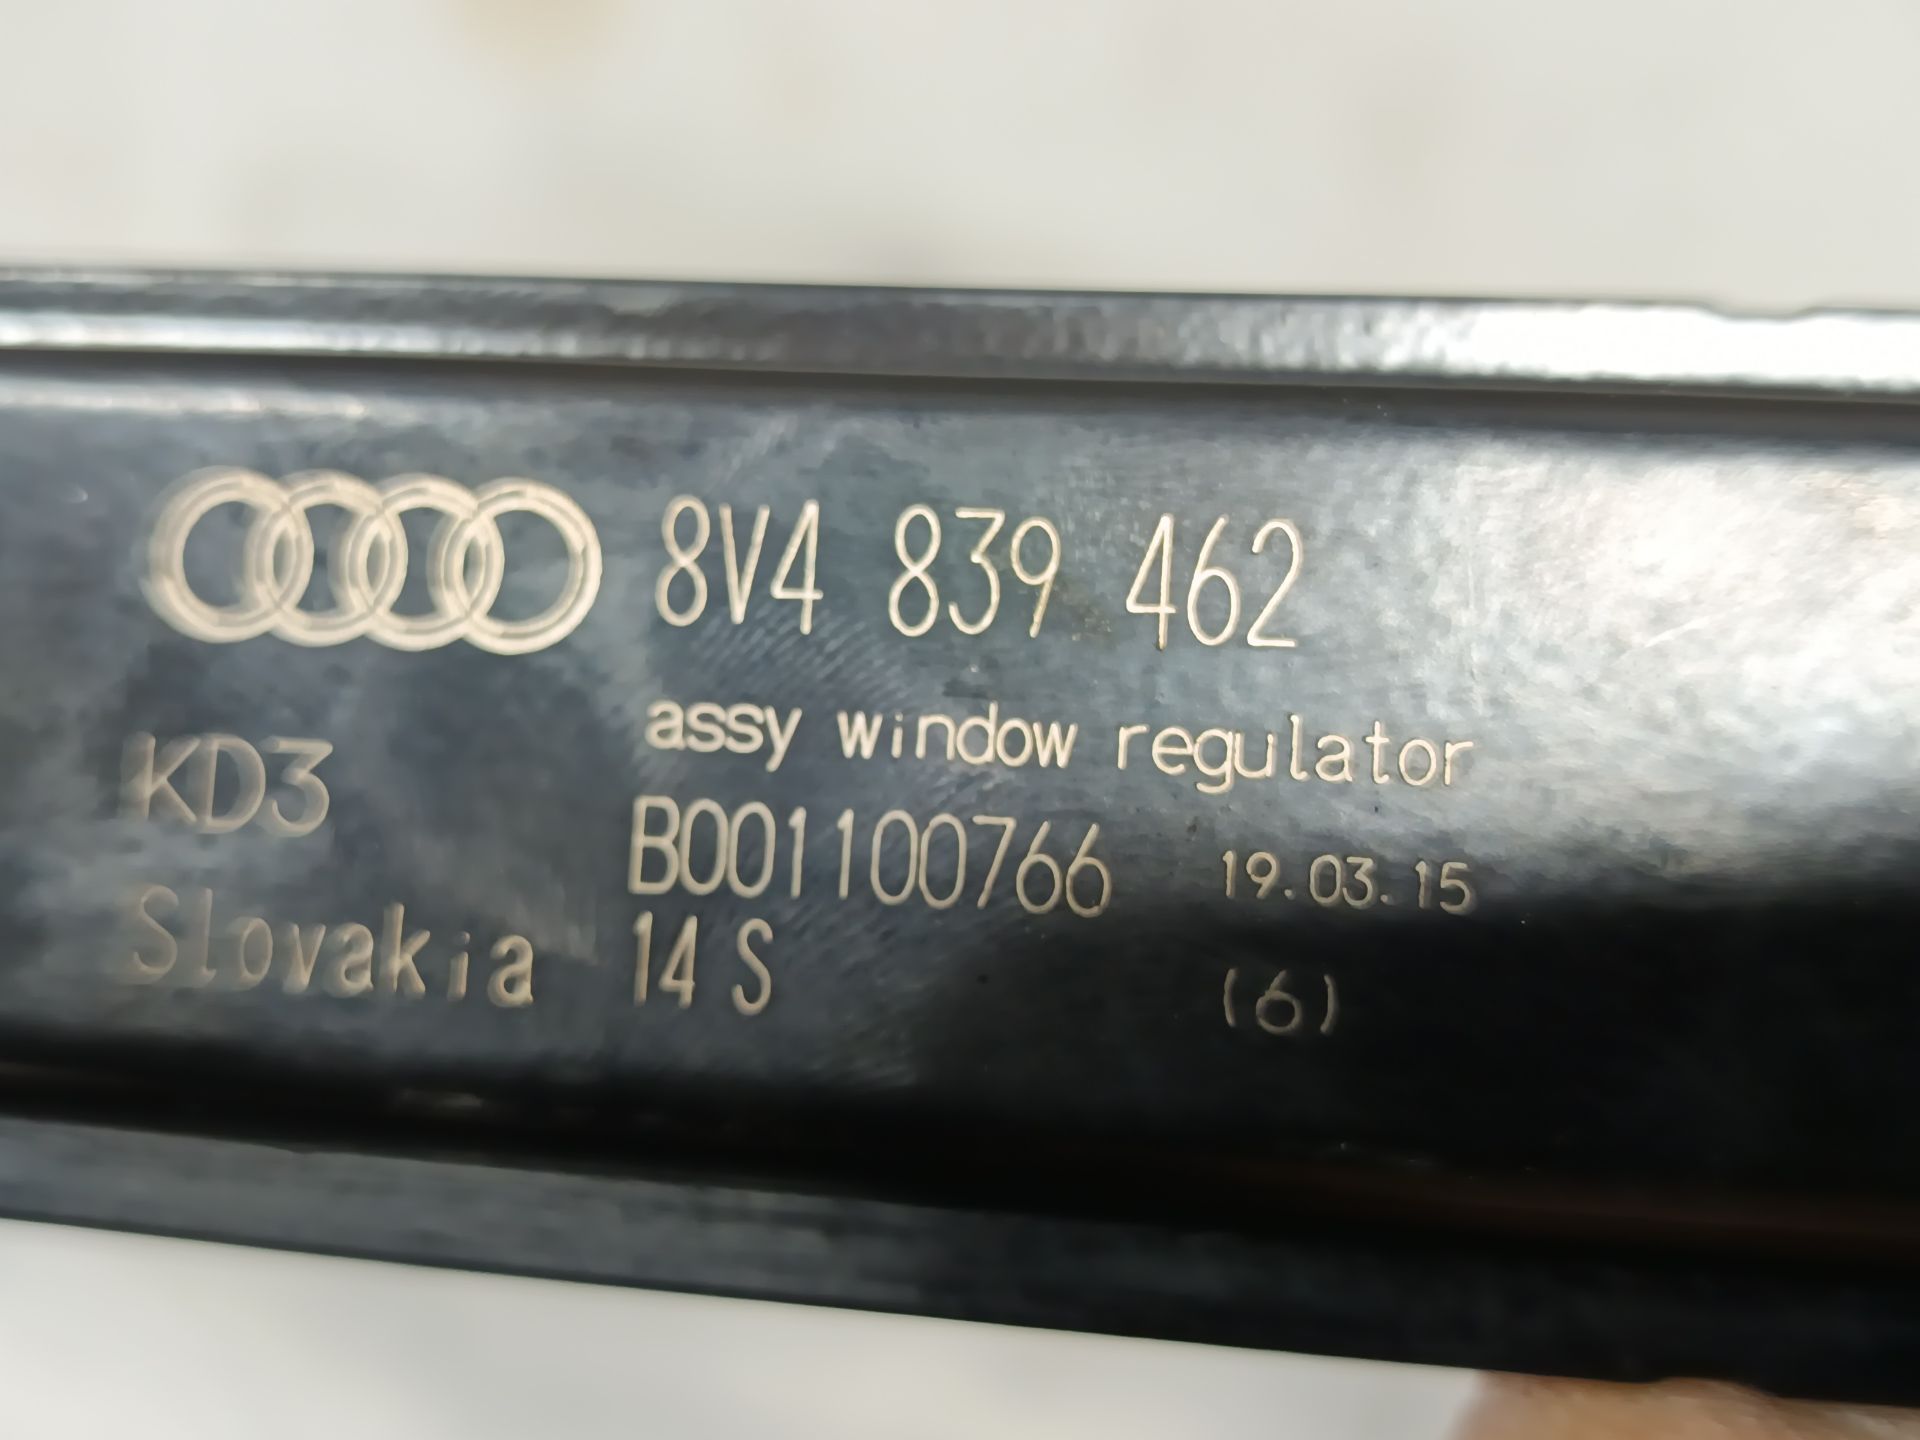 8V4 839 462
assy window regulator
KD3
B001100766 19.03.15
Slovakia 14 S (6)